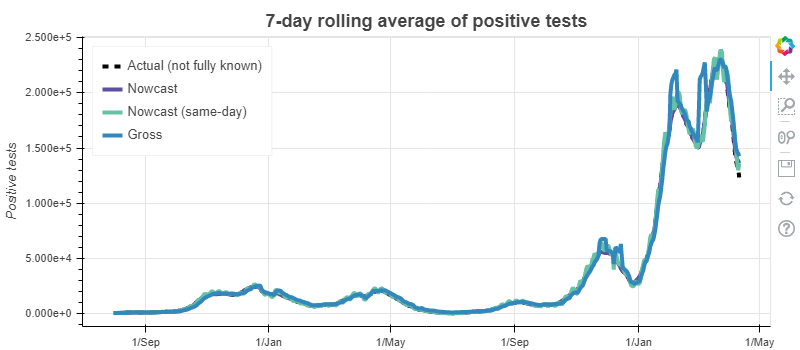 7-day rolling average of positive tests
Positive tests
2.500e+5
2.000e+5
1.500e+5
1.000e+5
5.000e+4
0.000e+0
Actual (not fully known)
Nowcast
Nowcast (same-day)
Gross
1/Sep
1/Jan
1/May
1/Sep
1/Jan
1/May